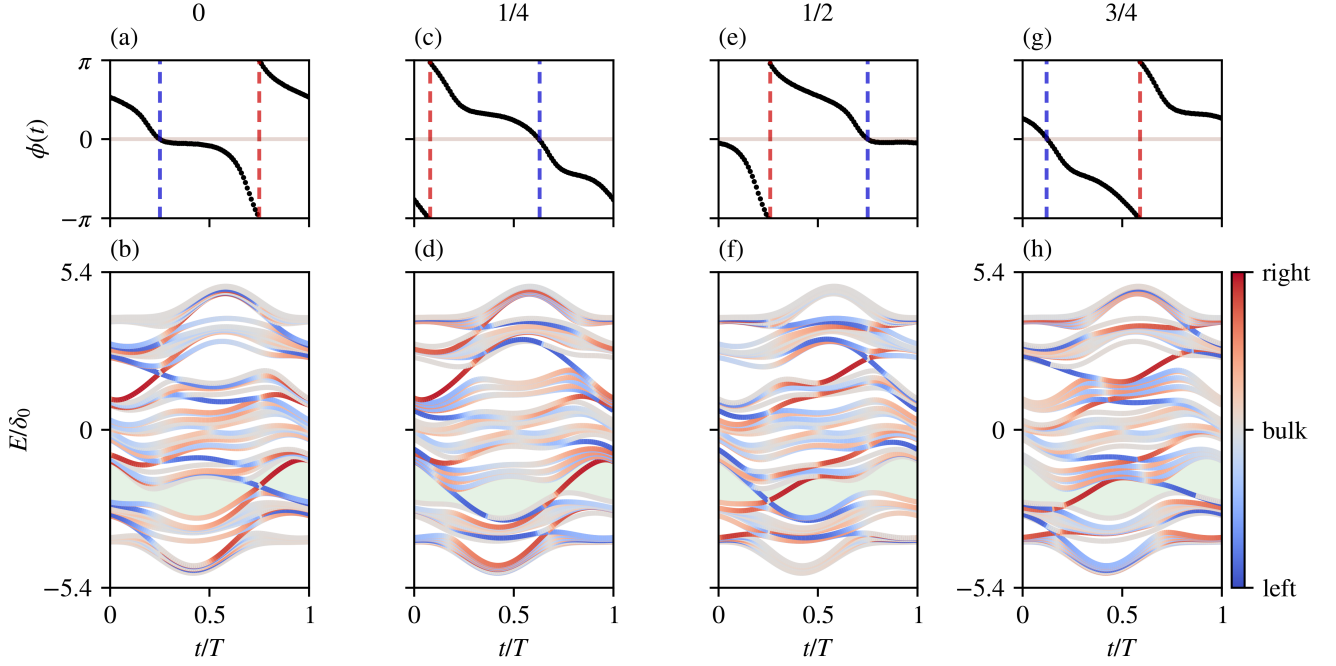 0 1/4 1/2 3/4
(a) (c) (e) (g)
π
0
−π
ϕ(t)
(b) (d) (f) (h)
5.4 5.4 right
E/δ0
0 0 bulk
−5.4 −5.4 left
0 0.5 1 0 0.5 1 0 0.5 1 0 0.5 1
t/T t/T t/T t/T